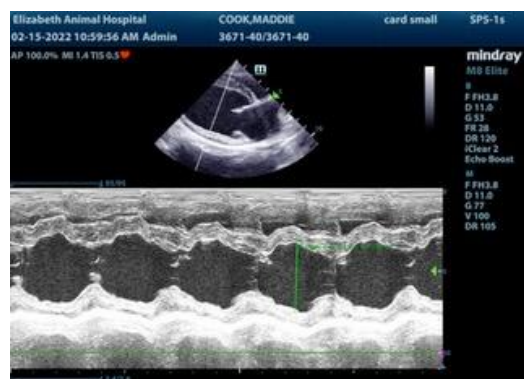 Elizabeth Animal Hospital COOK,MADDIE card small SP5-1s
02-15-2022 10:59:56 AM Admin 3671-40/3671-40
AP 100.0% MI 1.4 TIS 0.5
mindray
M8 Elite
B
F FH3.8
D 11.0
G 53
FR 28
DR 120
iClear 2
Echo Boost
M
F FH3.8
D 11.0
G 77
V 100
DR 105